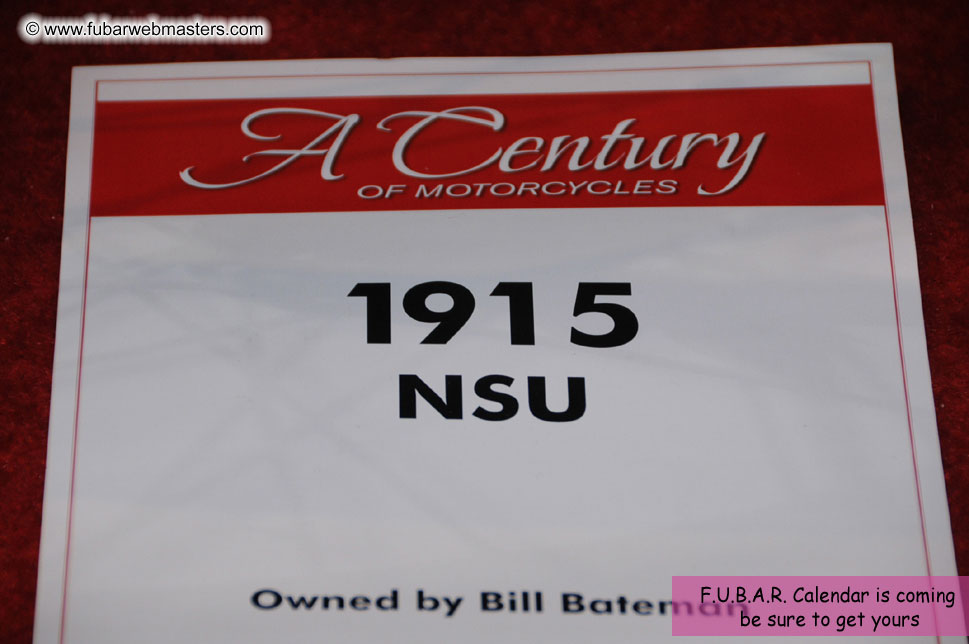 © www.fubarwebmasters.com
A Century
OF MOTORCYCLES
1915
NSU
Owned by Bill Bateman
F.U.B.A.R. Calendar is coming
be sure to get yours